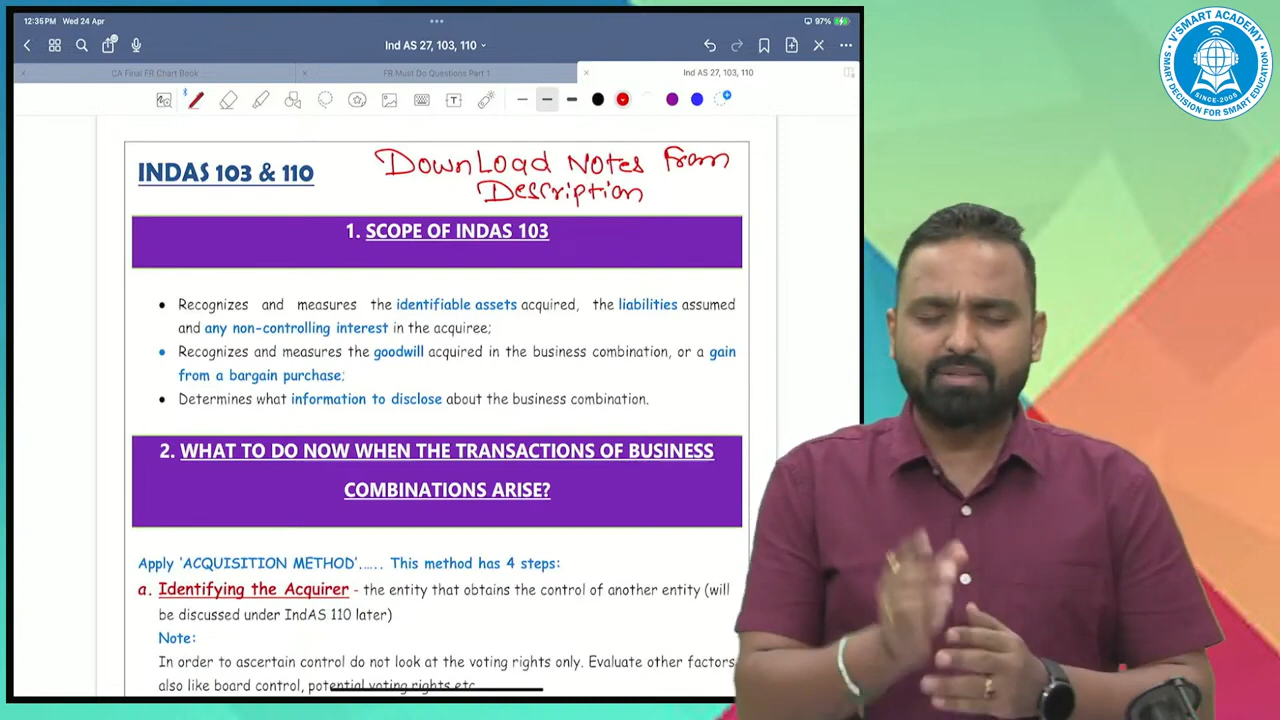 12:35 PM Wed 24 Apr
97%
Ind AS 27, 103, 110
CA Final FR Chart Book
FR Must Do Questions Part 1
Ind AS 27, 103, 110
INDAS 103 & 110
DownLoad Notes From
Description
1. SCOPE OF INDAS 103
• Recognizes and measures the identifiable assets acquired, the liabilities assumed
and any non-controlling interest in the acquiree;
• Recognizes and measures the goodwill acquired in the business combination, or a gain
from a bargain purchase;
• Determines what information to disclose about the business combination.
2. WHAT TO DO NOW WHEN THE TRANSACTIONS OF BUSINESS
COMBINATIONS ARISE?
Apply 'ACQUISITION METHOD'..... This method has 4 steps:
a. Identifying the Acquirer - the entity that obtains the control of another entity (will
be discussed under IndAS 110 later)
Note:
In order to ascertain control do not look at the voting rights only. Evaluate other factors
also like board control, potential voting rights etc
V'SMART ACADEMY
SMART DECISION FOR SMART EDUCATION
SINCE-2008